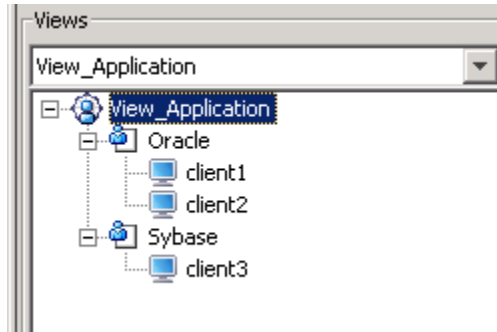 Views
View_Application
View_Application
Oracle
client1
client2
Sybase
client3